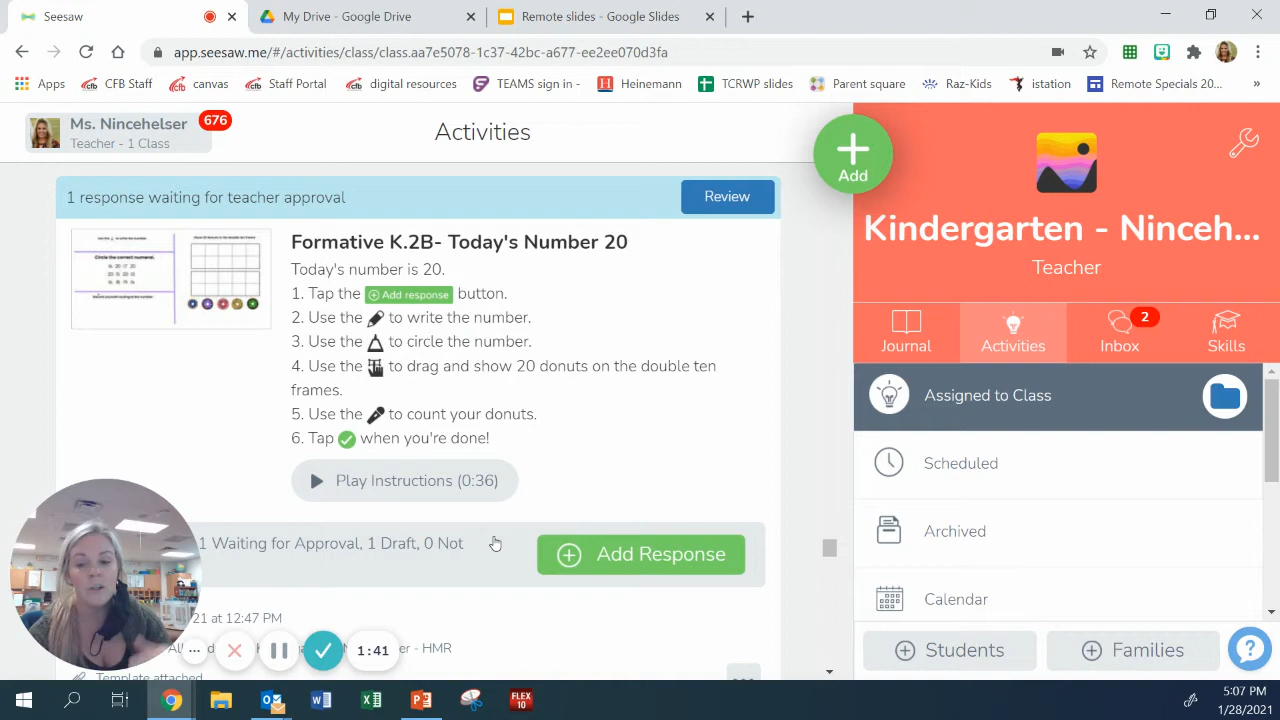 Seesaw
My Drive - Google Drive
Remote slides - Google Slides
app.seesaw.me/#/activities/class/class.aa7e5078-1c37-42bc-a677-ee2ee070d3fa
Apps
CFB Staff
canvas
Staff Portal
digital resources
TEAMS sign in -
Heinemann
TCRWP slides
Parent square
Raz-Kids
istation
Remote Specials 20...
»
Ms. Nincehelser
676
Teacher - 1 Class
Activities
Add
1 response waiting for teacher approval
Review
Circle the correct numeral.
Formative K.2B- Today's Number 20
Today's number is 20.
1. Tap the Add response button.
2. Use the to write the number.
3. Use the to circle the number.
4. Use the to drag and show 20 donuts on the double ten
frames.
5. Use the to count your donuts.
6. Tap when you're done!
Play Instructions (0:36)
1 Waiting for Approval, 1 Draft, 0 Not
Add Response
21 at 12:47 PM
er - HMR
Template attached
1:41
Kindergarten - Ninceh...
Teacher
Journal
Activities
Inbox
2
Skills
Assigned to Class
Scheduled
Archived
Calendar
Students
Families
?
FLEX
10
5:07 PM
1/28/2021